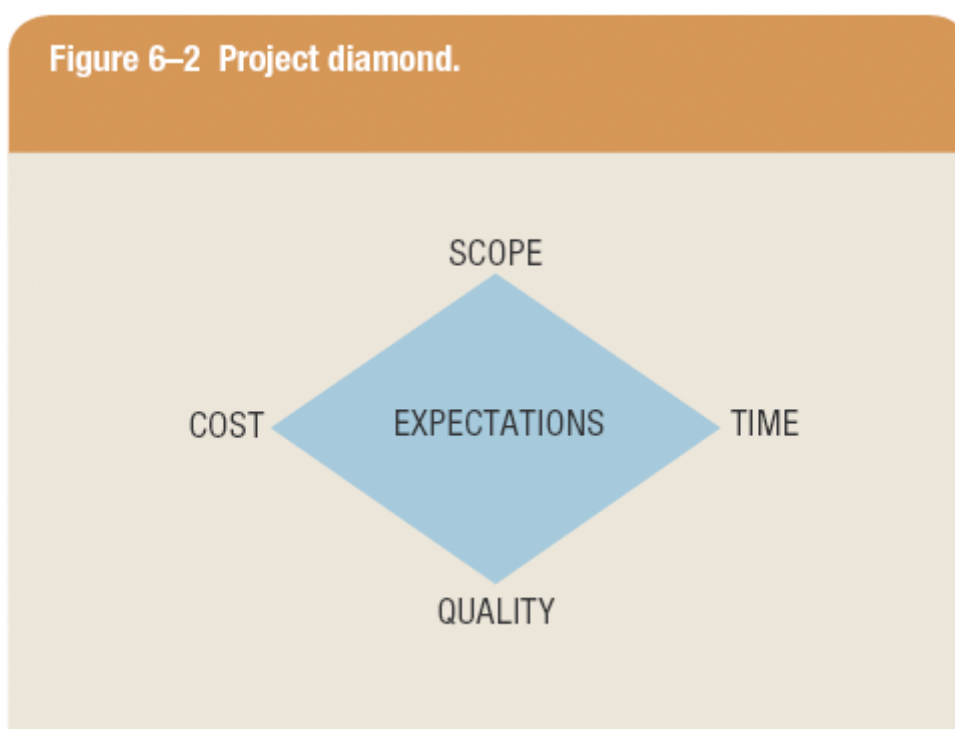 Figure 6–2 Project diamond.
SCOPE
COST EXPECTATIONS TIME
QUALITY